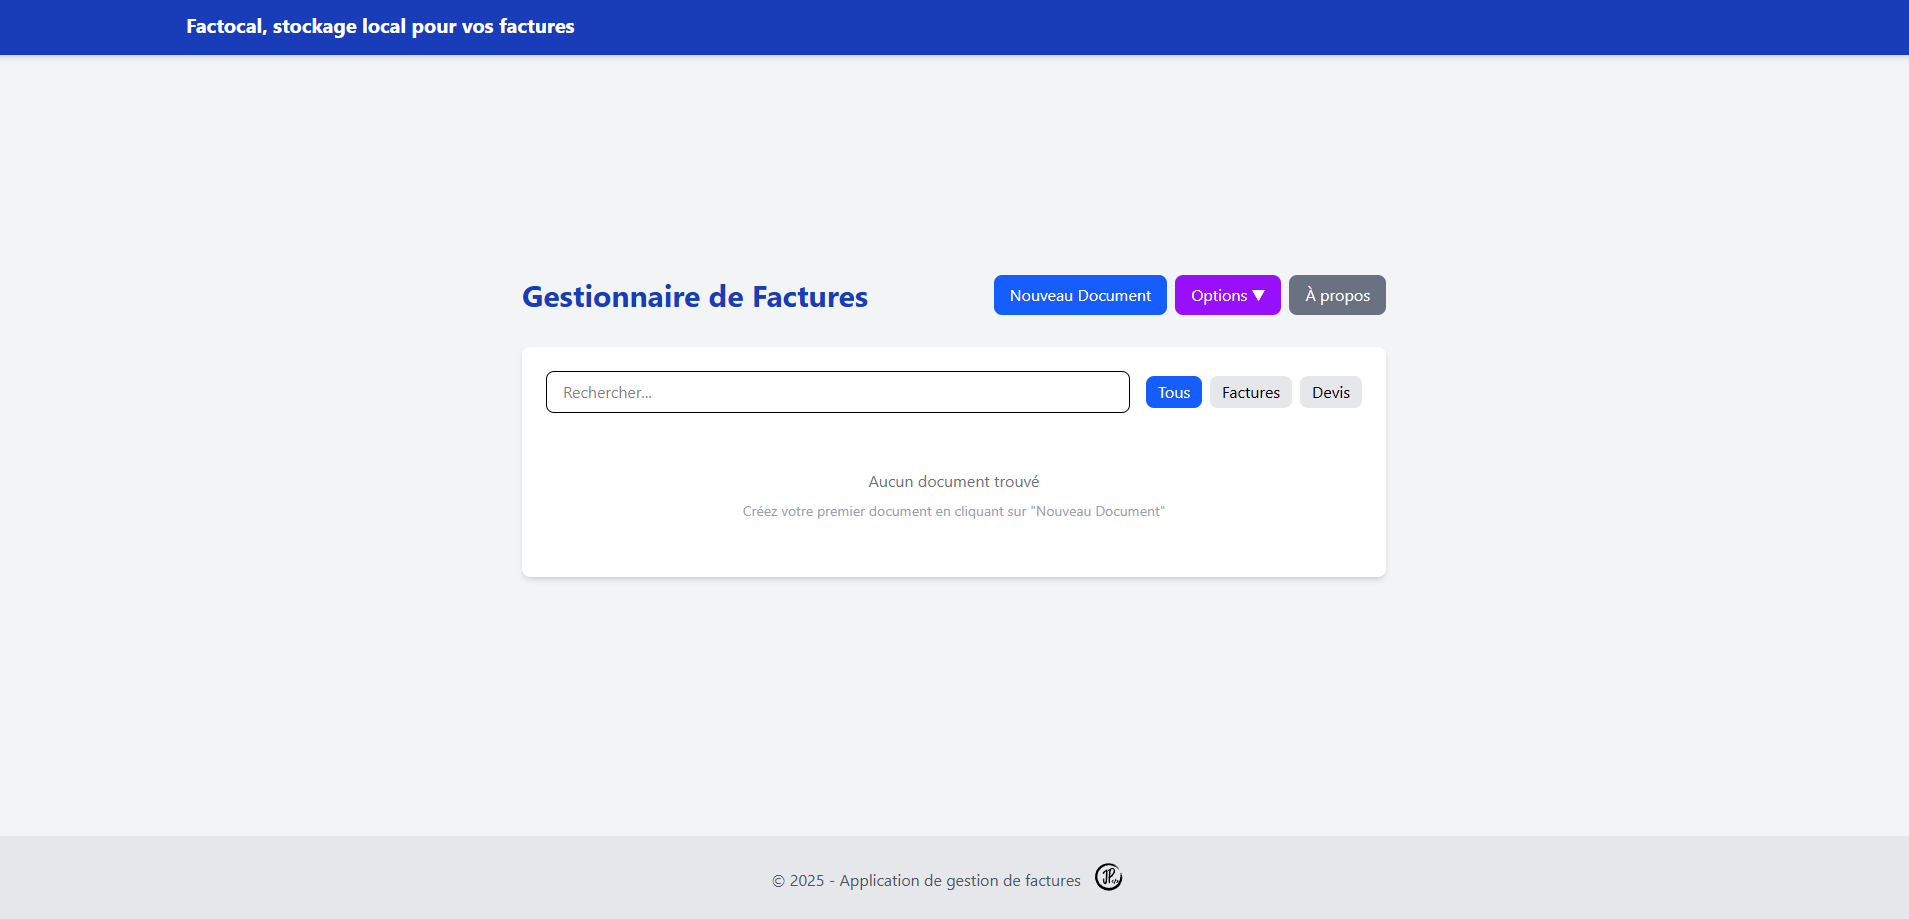 Factocal, stockage local pour vos factures
Gestionnaire de Factures
Nouveau Document
Options ▼
À propos
Rechercher...
Tous
Factures
Devis
Aucun document trouvé
Créez votre premier document en cliquant sur "Nouveau Document"
© 2025 - Application de gestion de factures
JP